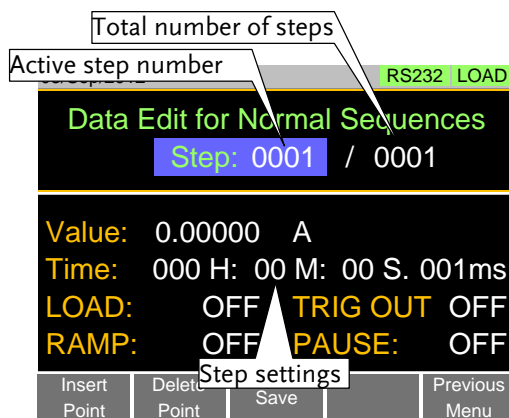 Total number of steps
Active step number
RS232 LOAD
Data Edit for Normal Sequences
Step: 0001 / 0001
Value: 0.00000 A
Time: 000 H: 00 M: 00 S. 001ms
LOAD: OFF TRIG OUT OFF
RAMP: OFF PAUSE: OFF
Step settings
Insert Point
Delete Point
Save
Previous Menu